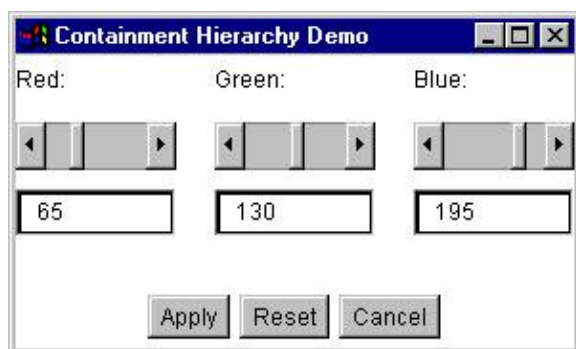 Containment Hierarchy Demo
Red: Green: Blue:
65 130 195
Apply Reset Cancel